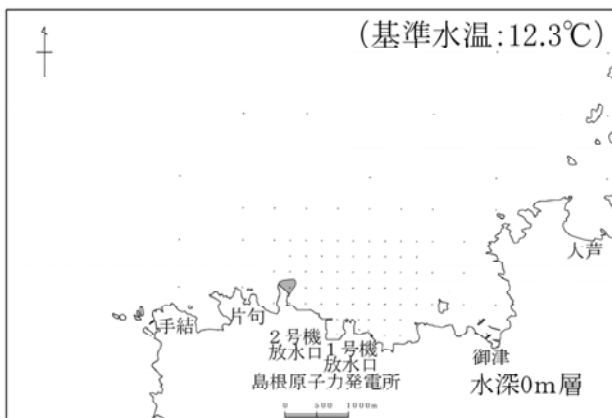 (基準水温:12.3℃)
人芦
手結
片句
2号機
放水口
1号機
放水口
御津
島根原子力発電所
水深0m層
0 500 1000m